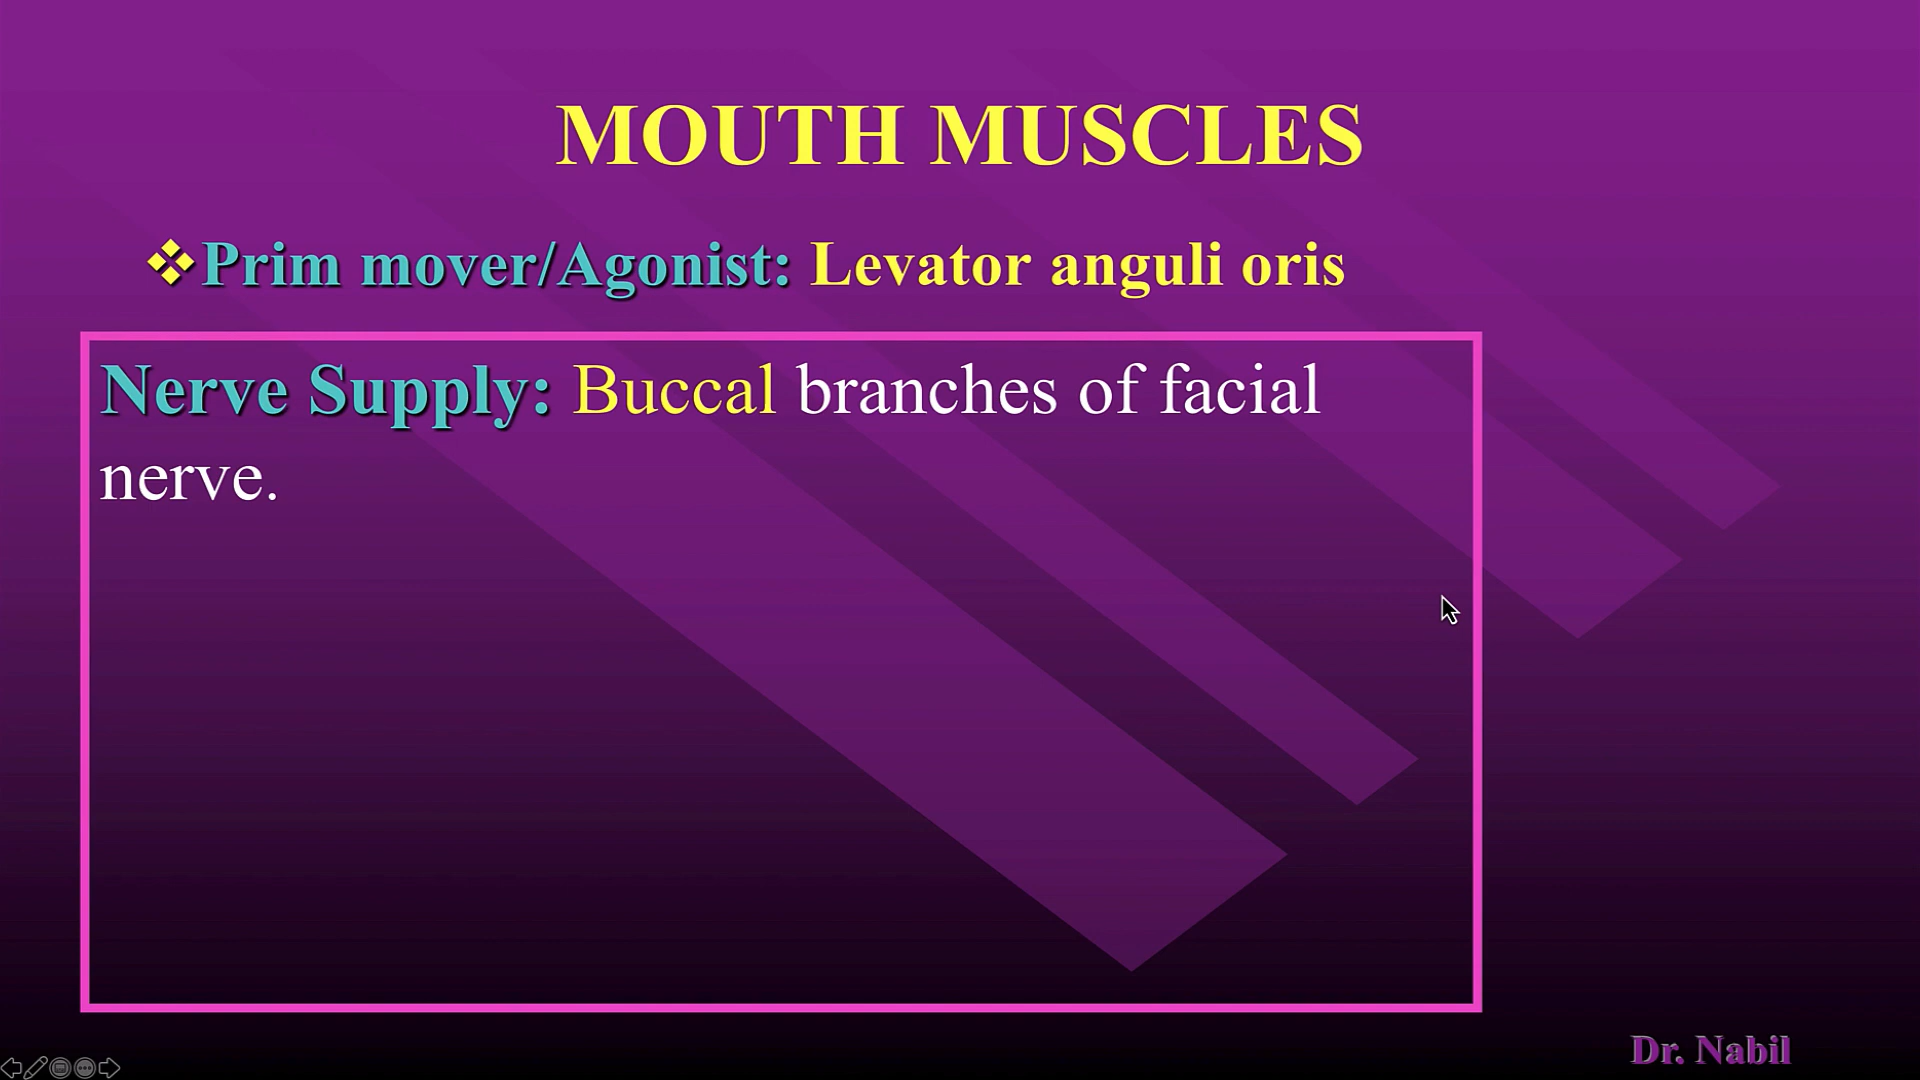 MOUTH MUSCLES
❖Prim mover/Agonist: Levator anguli oris
Nerve Supply: Buccal branches of facial
nerve.
Dr. Nabil